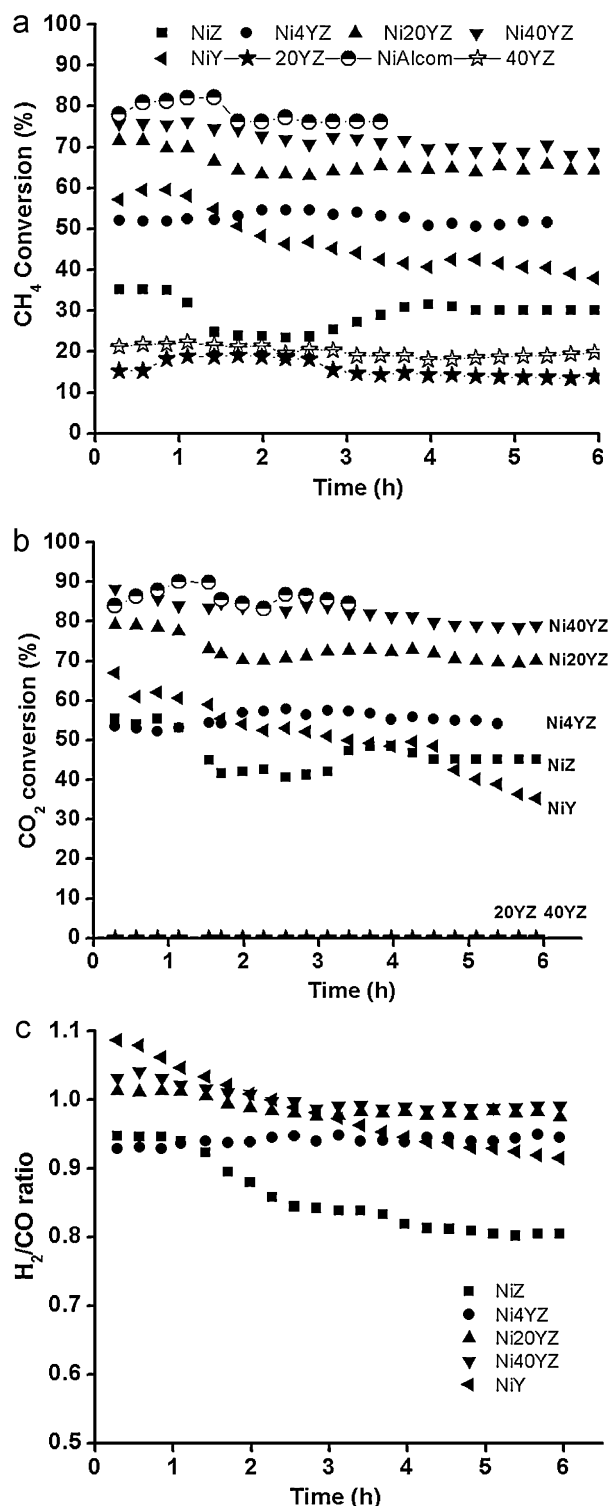 a
NiZ Ni4YZ Ni20YZ Ni40YZ
NiY 20YZ NiAlcom 40YZ
100
90
80
70
60
50
40
30
20
10
0
CH4 Conversion (%)
0 1 2 3 4 5 6
Time (h)
b
100
90
80
70
60
50
40
30
20
10
0
CO2 conversion (%)
Ni40YZ
Ni20YZ
Ni4YZ
NiZ
NiY
20YZ 40YZ
0 1 2 3 4 5 6
Time (h)
c
1.1
1.0
0.9
0.8
0.7
0.6
0.5
H2/CO ratio
NiZ
Ni4YZ
Ni20YZ
Ni40YZ
NiY
0 1 2 3 4 5 6
Time (h)